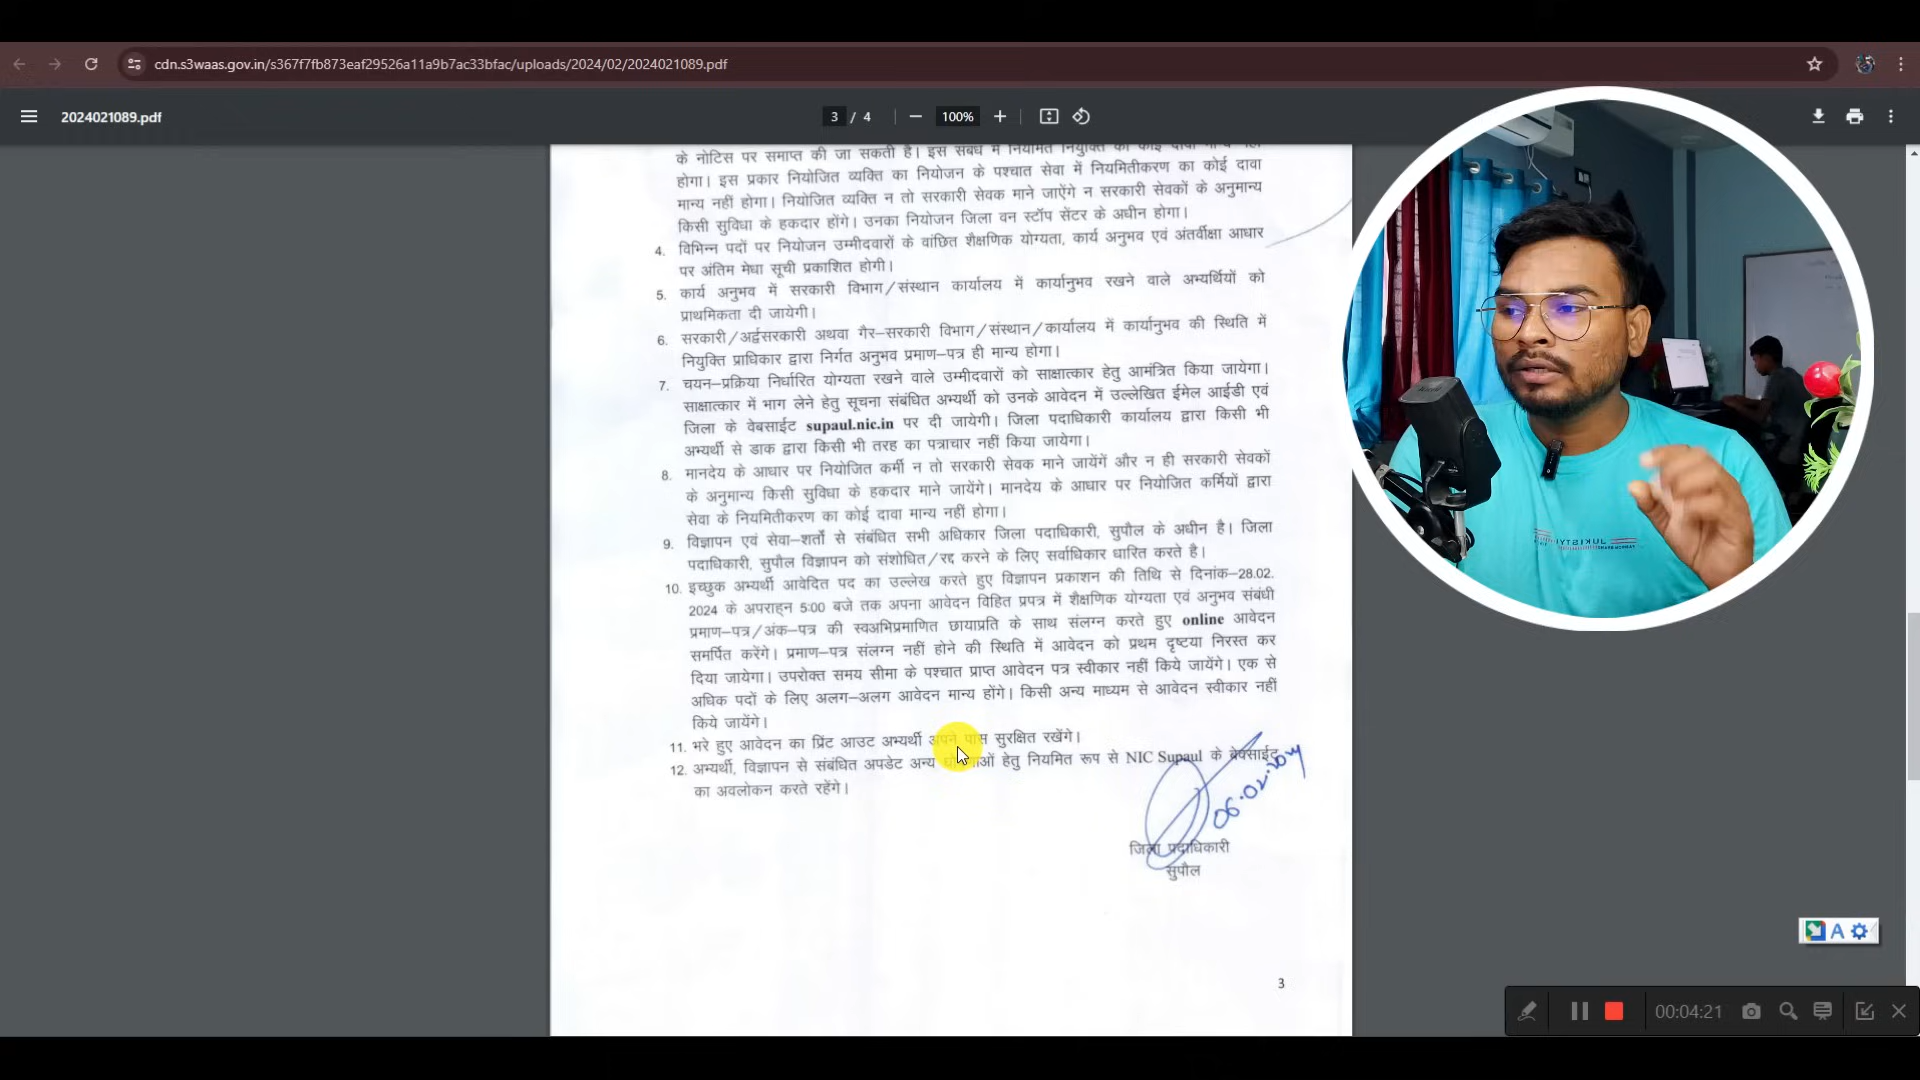 cdn.s3waas.gov.in/s367f7fb873eaf29526a11a9b7ac33bfac/uploads/2024/02/2024021089.pdf
2024021089.pdf
3 / 4
100%
के नोटिस पर समाप्त की जा सकती है। इस संबंध में नियमित नियुक्ति का कोई दावा
होगा। इस प्रकार नियोजित व्यक्ति का नियोजन के पश्चात सेवा में नियमितीकरण का कोई दावा
मान्य नहीं होगा। नियोजित व्यक्ति न तो सरकारी सेवक माने जाऐंगे न सरकारी सेवकों के अनुमान्य
किसी सुविधा के हकदार होंगे। उनका नियोजन जिला वन स्टॉप सेंटर के अधीन होगा।
4. विभिन्न पदों पर नियोजन उम्मीदवारों के वांछित शैक्षणिक योग्यता, कार्य अनुभव एवं अंतर्वीक्षा आधार
पर अंतिम मेधा सूची प्रकाशित होगी।
5. कार्य अनुभव में सरकारी विभाग/संस्थान कार्यालय में कार्यानुभव रखने वाले अभ्यर्थियों को
प्राथमिकता दी जायेगी।
6. सरकारी/अर्द्वसरकारी अथवा गैर-सरकारी विभाग/संस्थान/कार्यालय में कार्यानुभव की स्थिति में
नियुक्ति प्राधिकार द्वारा निर्गत अनुभव प्रमाण-पत्र ही मान्य होगा।
7. चयन-प्रक्रिया निर्धारित योग्यता रखने वाले उम्मीदवारों को साक्षात्कार हेतु आमंत्रित किया जायेगा।
साक्षात्कार में भाग लेने हेतु सूचना संबंधित अभ्यर्थी को उनके आवेदन में उल्लेखित ईमेल आईडी एवं
जिला के वेबसाईट supaul.nic.in पर दी जायेगी। जिला पदाधिकारी कार्यालय द्वारा किसी भी
अभ्यर्थी से डाक द्वारा किसी भी तरह का पत्राचार नहीं किया जायेगा।
8. मानदेय के आधार पर नियोजित कर्मी न तो सरकारी सेवक माने जायेंगें और न ही सरकारी सेवकों
के अनुमान्य किसी सुविधा के हकदार माने जायेंगे। मानदेय के आधार पर नियोजित कर्मियों द्वारा
सेवा के नियमितीकरण का कोई दावा मान्य नहीं होगा।
9. विज्ञापन एवं सेवा-शर्तो से संबंधित सभी अधिकार जिला पदाधिकारी, सुपौल के अधीन है। जिला
पदाधिकारी, सुपौल विज्ञापन को संशोधित/रद्द करने के लिए सर्वाधिकार धारित करते है।
10. इच्छुक अभ्यर्थी आवेदित पद का उल्लेख करते हुए विज्ञापन प्रकाशन की तिथि से दिनांक-28.02.
2024 के अपराह्न 5:00 बजे तक अपना आवेदन विहित प्रपत्र में शैक्षणिक योग्यता एवं अनुभव संबंधी
प्रमाण-पत्र/अंक-पत्र की स्वअभिप्रमाणित छायाप्रति के साथ संलग्न करते हुए online आवेदन
समर्पित करेंगे। प्रमाण-पत्र संलग्न नहीं होने की स्थिति में आवेदन को प्रथम दृष्टया निरस्त कर
दिया जायेगा। उपरोक्त समय सीमा के पश्चात प्राप्त आवेदन पत्र स्वीकार नहीं किये जायेंगे। एक से
अधिक पदों के लिए अलग-अलग आवेदन मान्य होंगे। किसी अन्य माध्यम से आवेदन स्वीकार नहीं
किये जायेंगे।
11. भरे हुए आवेदन का प्रिंट आउट अभ्यर्थी अपने पास सुरक्षित रखेंगे।
12. अभ्यर्थी, विज्ञापन से संबंधित अपडेट अन्य हेतु नियमित रूप से NIC Supaul के वेबसाईट
का अवलोकन करते रहेंगे।
06.02.2024
जिला पदाधिकारी
सुपौल
3
A
00:04:21